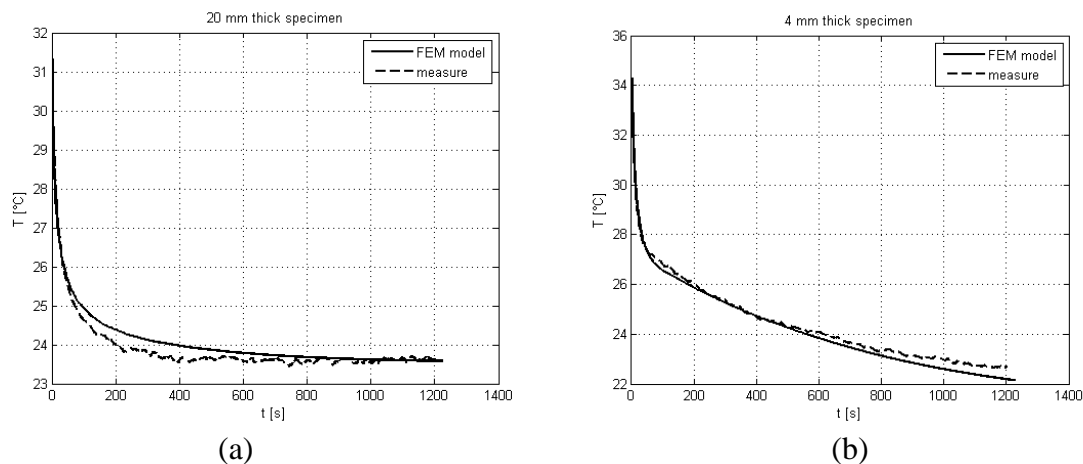 20 mm thick specimen
FEM model
measure
32
31
30
29
28
27
26
25
24
23
T [°C]
0 200 400 600 800 1000 1200 1400
t [s]
(a)
4 mm thick specimen
FEM model
measure
36
34
32
30
28
26
24
22
T [°C]
0 200 400 600 800 1000 1200 1400
t [s]
(b)